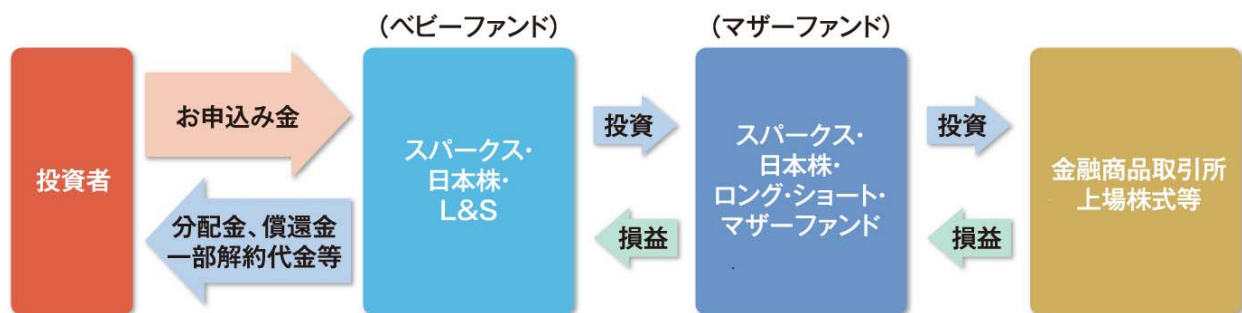 (ベビーファンド)
(マザーファンド)
投資者
お申込み金
分配金、償還金
一部解約代金等
スパークス・
日本株・
L&S
投資
損益
スパークス・
日本株・
ロング・ショート・
マザーファンド
投資
損益
金融商品取引所
上場株式等